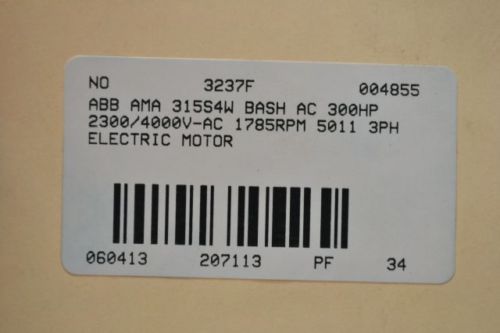 NO 3237F 004855
ABB AMA 315S4W BASH AC 300HP
2300/4000V-AC 1785RPM 5011 3PH
ELECTRIC MOTOR
060413 207113 PF 34